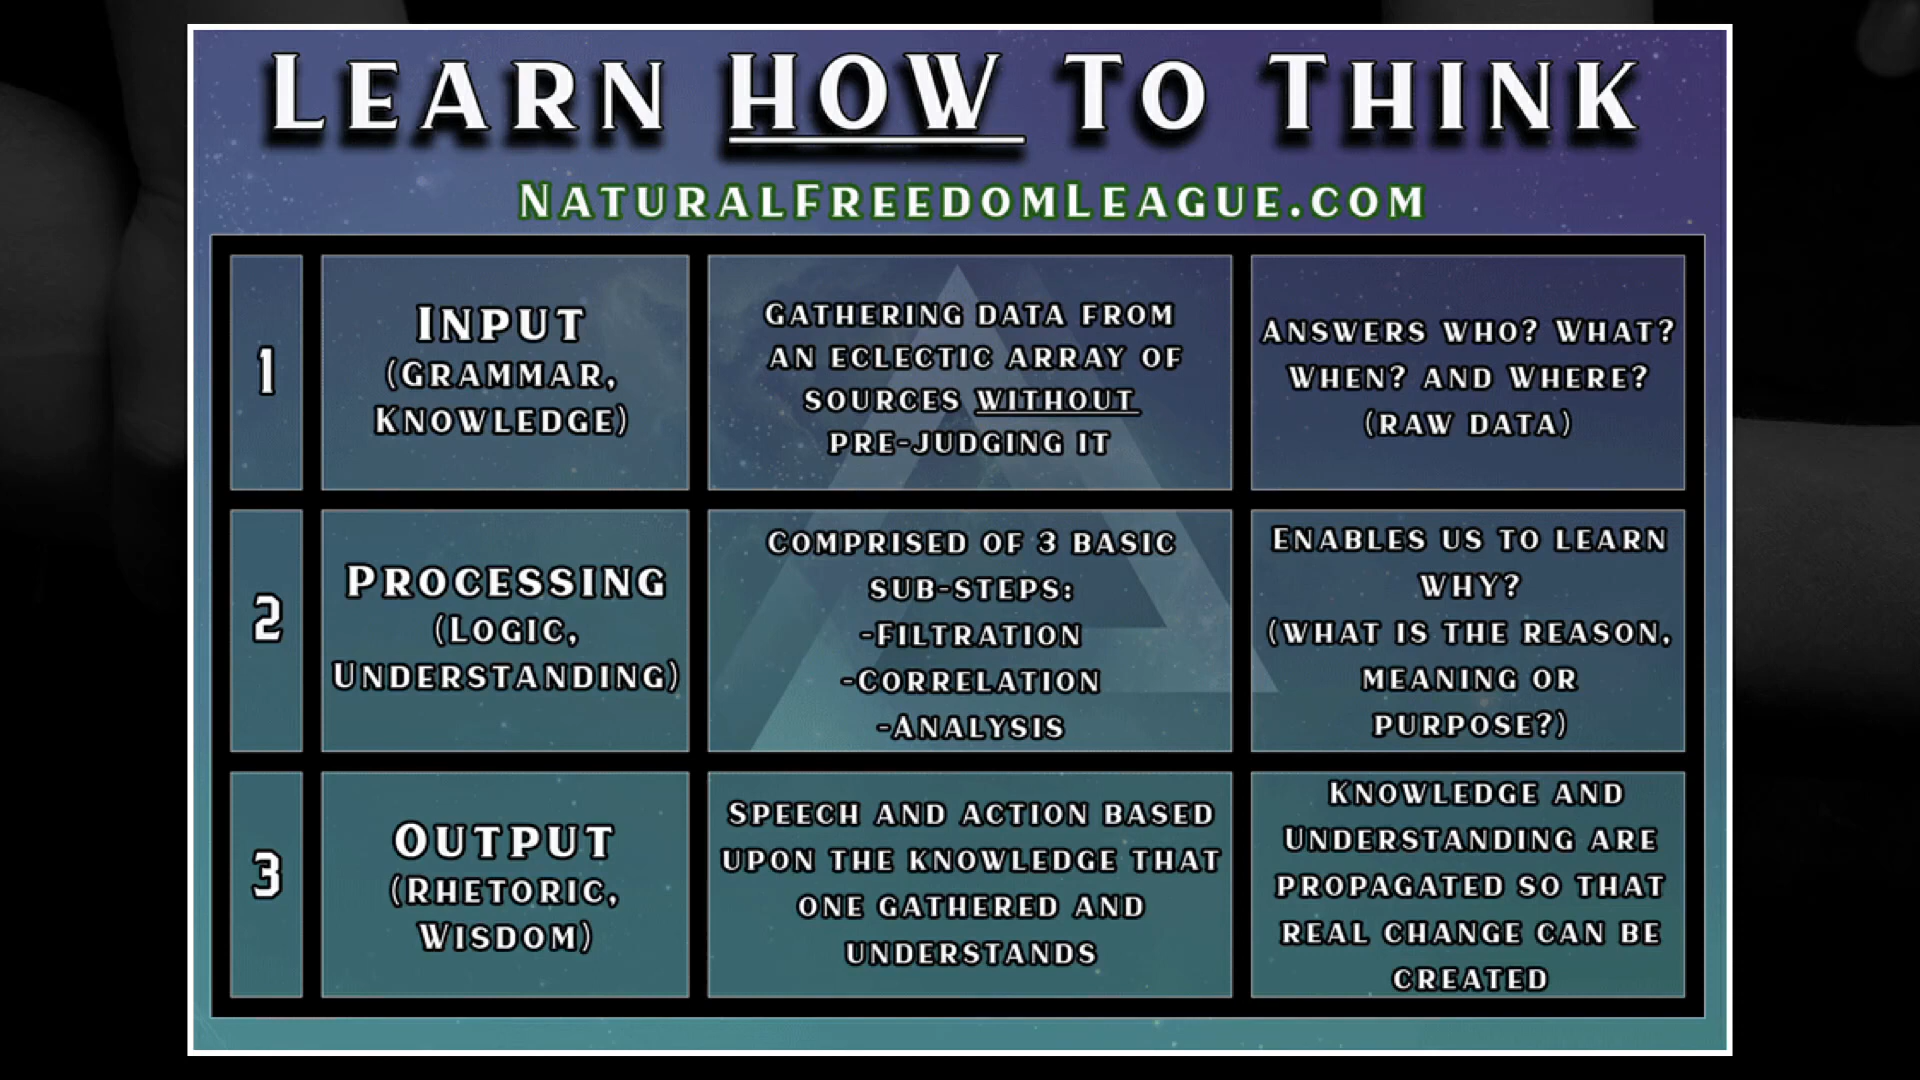 Learn HOW To Think
NaturalFreedomLeague.com
1
Input
(Grammar,
Knowledge)
Gathering data from
an eclectic array of
sources without
pre-judging it
Answers who? What?
When? and Where?
(raw data)
2
Processing
(Logic,
Understanding)
Comprised of 3 basic
sub-steps:
-Filtration
-Correlation
-Analysis
Enables us to learn
why?
(what is the reason,
meaning or
purpose?)
3
Output
(Rhetoric,
Wisdom)
Speech and action based
upon the knowledge that
one gathered and
understands
Knowledge and
Understanding are
propagated so that
real change can be
created